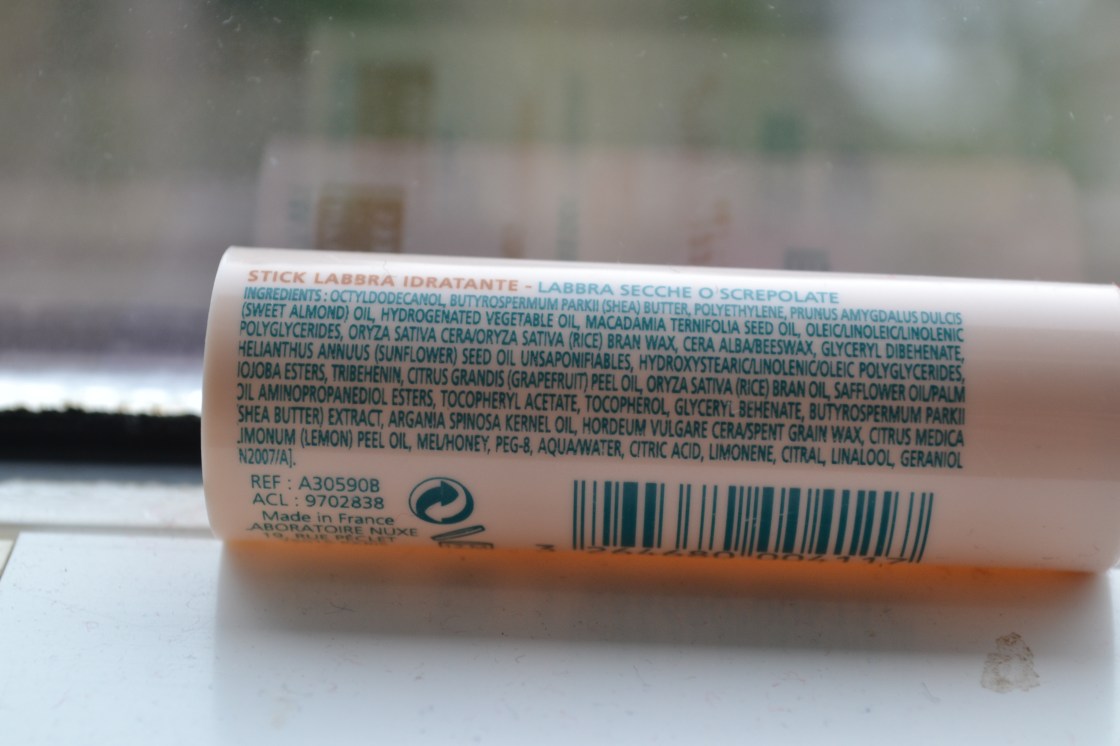 STICK LABBRA IDRATANTE - LABBRA SECCHE O SCREPOLATE
INGREDIENTS : OCTYLDODECANOL, BUTYROSPERMUM PARKII (SHEA) BUTTER, POLYETHYLENE, PRUNUS AMYGDALUS DULCIS
(SWEET ALMOND) OIL, HYDROGENATED VEGETABLE OIL, MACADAMIA TERNIFOLIA SEED OIL, OLEIC/LINOLEIC/LINOLENIC
POLYGLYCERIDES, ORYZA SATIVA CERA/ORYZA SATIVA (RICE) BRAN WAX, CERA ALBA/BEESWAX, GLYCERYL DIBEHENATE,
HELIANTHUS ANNUUS (SUNFLOWER) SEED OIL UNSAPONIFIABLES, HYDROXYSTEARIC/LINOLENIC/OLEIC POLYGLYCERIDES,
JOJOBA ESTERS, TRIBEHENIN, CITRUS GRANDIS (GRAPEFRUIT) PEEL OIL, ORYZA SATIVA (RICE) BRAN OIL, SAFFLOWER OIL/PALM
OIL AMINOPROPANEDIOL ESTERS, TOCOPHERYL ACETATE, TOCOPHEROL, GLYCERYL BEHENATE, BUTYROSPERMUM PARKII
SHEA BUTTER) EXTRACT, ARGANIA SPINOSA KERNEL OIL, HORDEUM VULGARE CERA/SPENT GRAIN WAX, CITRUS MEDICA
LIMONUM (LEMON) PEEL OIL, MEL/HONEY, PEG-8, AQUA/WATER, CITRIC ACID, LIMONENE, CITRAL, LINALOOL, GERANIOL
N2007/A].
REF : A30590B
ACL : 9702838
Made in France
LABORATOIRE NUXE
19, RUE PÉCLET